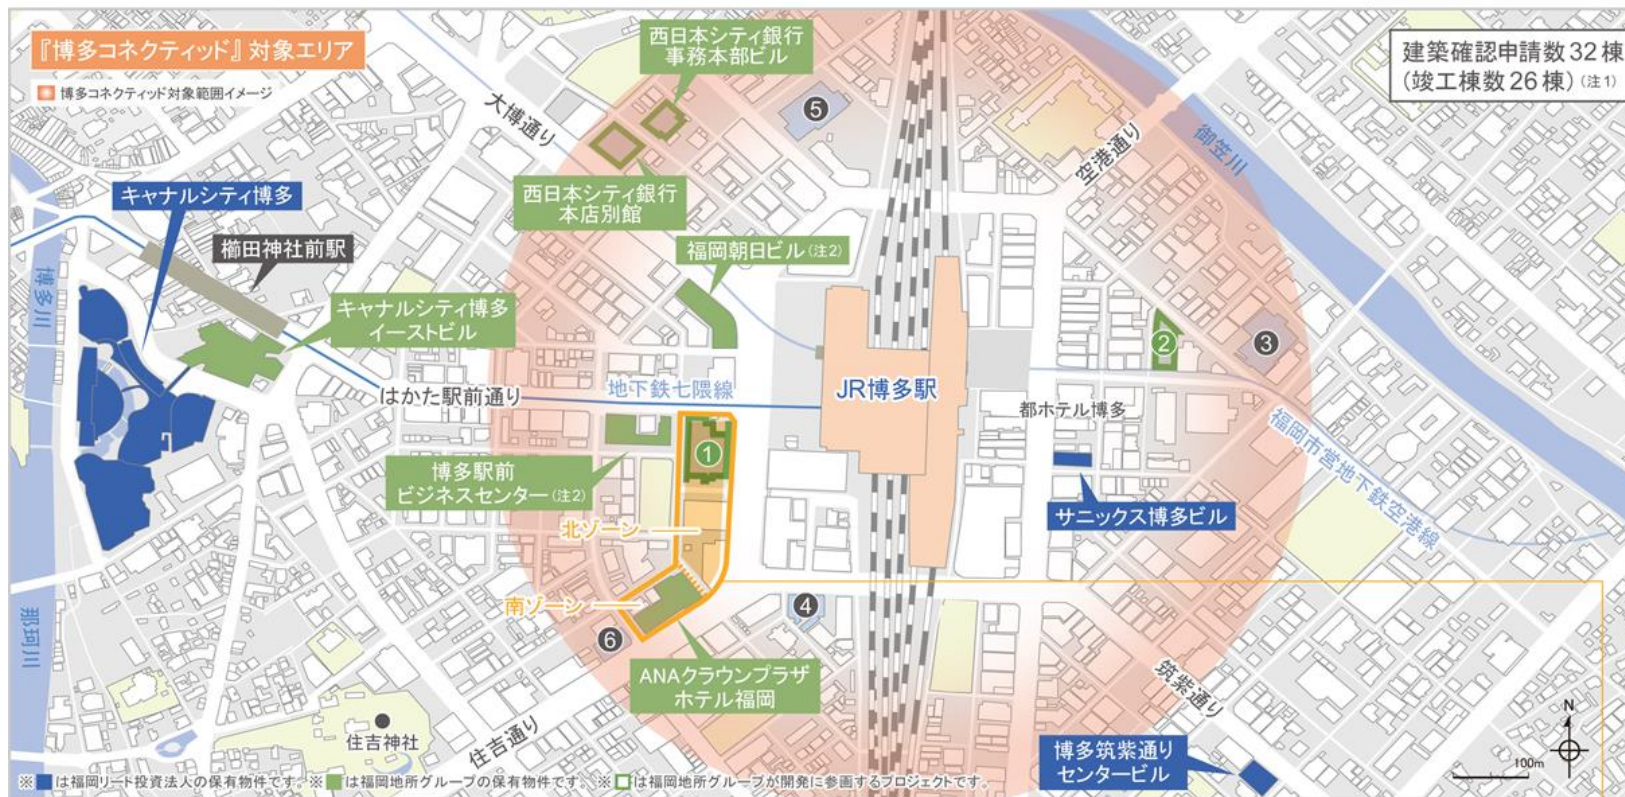 『博多コネクティッド』対象エリア
博多コネクティッド対象範囲イメージ
西日本シティ銀行
事務本部ビル
建築確認申請数32棟
(竣工棟数26棟)(注1)
大博通り
5
空港通り
御笠川
キャナルシティ博多
西日本シティ銀行
本店別館
櫛田神社前駅
福岡朝日ビル(注2)
博多川
キャナルシティ博多
イーストビル
2
3
はかた駅前通り
地下鉄七隈線
JR博多駅
都ホテル博多
福岡市営地下鉄空港線
1
博多駅前
ビジネスセンター(注2)
サニックス博多ビル
北ゾーン
南ゾーン
4
6
那珂川
ANAクラウンプラザ
ホテル福岡
筑紫通り
住吉神社
住吉通り
博多筑紫通り
センタービル
N
100m
※は福岡リート投資法人の保有物件です。※は福岡地所グループの保有物件です。※は福岡地所グループが開発に参画するプロジェクトです。